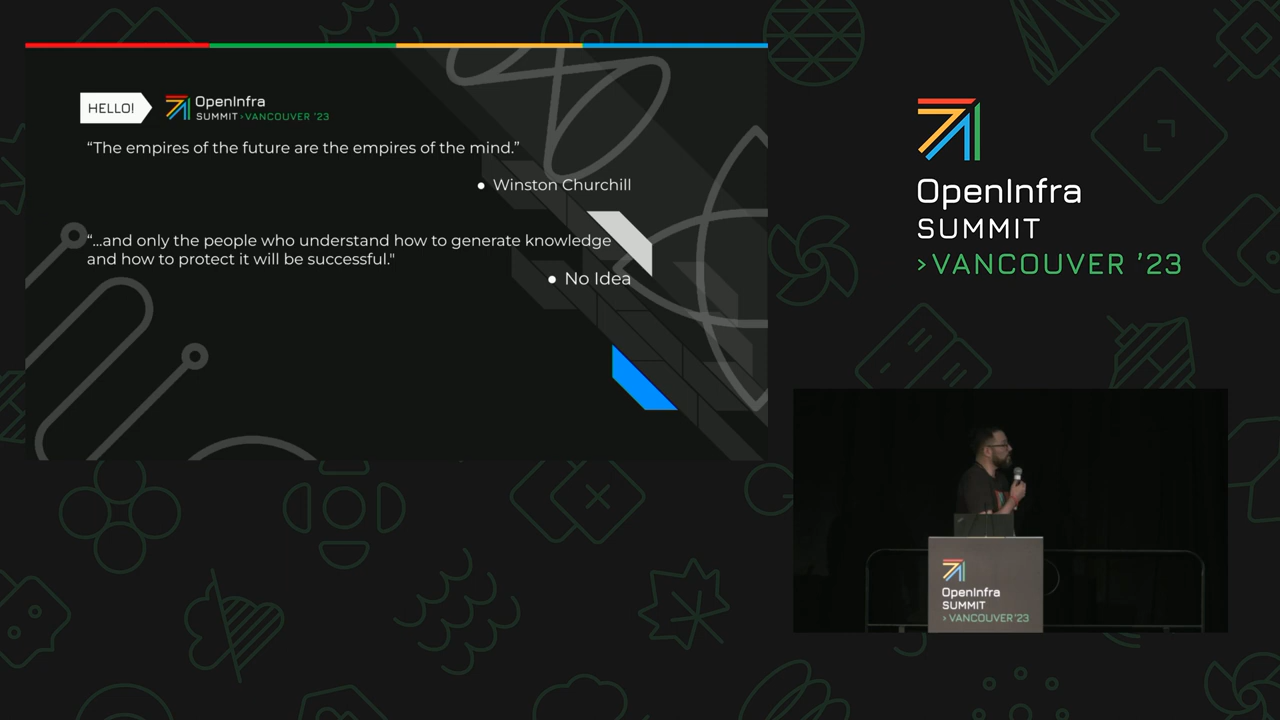 HELLO!
OpenInfra
SUMMIT›VANCOUVER '23
“The empires of the future are the empires of the mind.”
● Winston Churchill
“...and only the people who understand how to generate knowledge
and how to protect it will be successful."
● No Idea
OpenInfra
SUMMIT
›VANCOUVER ’23
OpenInfra
SUMMIT
›VANCOUVER’23